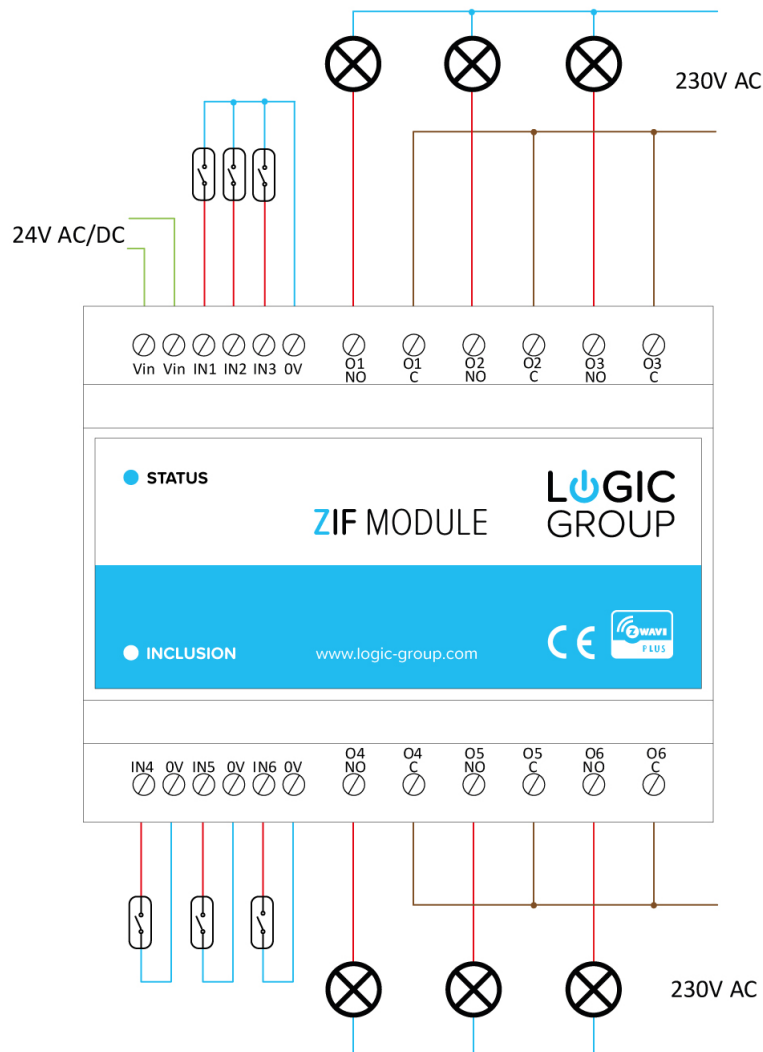 230V AC
24V AC/DC
Vin Vin IN1 IN2 IN3 0V
O1 NO
O1 C
O2 NO
O2 C
O3 NO
O3 C
STATUS
ZIF MODULE
LOGIC
GROUP
INCLUSION
www.logic-group.com
CE
ZWAVE
PLUS
IN4 0V IN5 0V IN6 0V
O4 NO
O4 C
O5 NO
O5 C
O6 NO
O6 C
230V AC